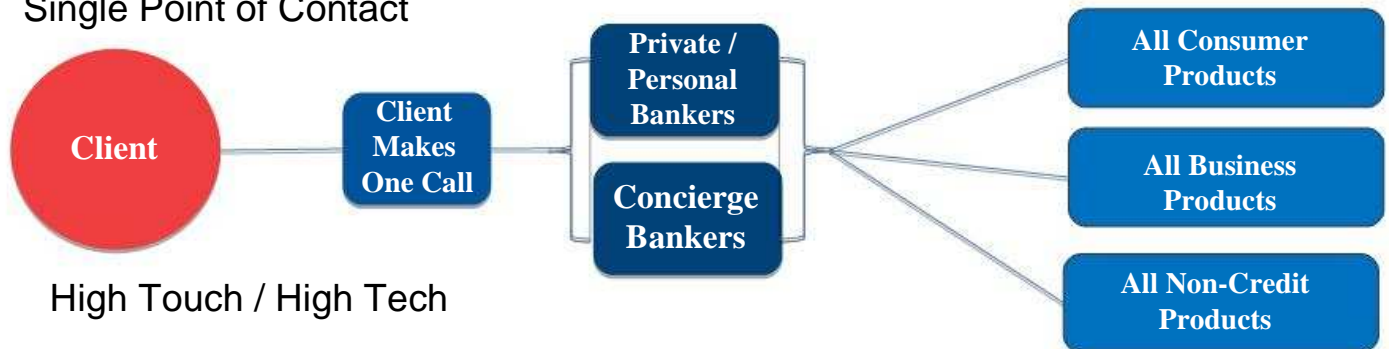 Single Point of Contact
Client
Client
Makes
One Call
Private /
Personal
Bankers
Concierge
Bankers
All Consumer
Products
All Business
Products
All Non-Credit
Products
High Touch / High Tech